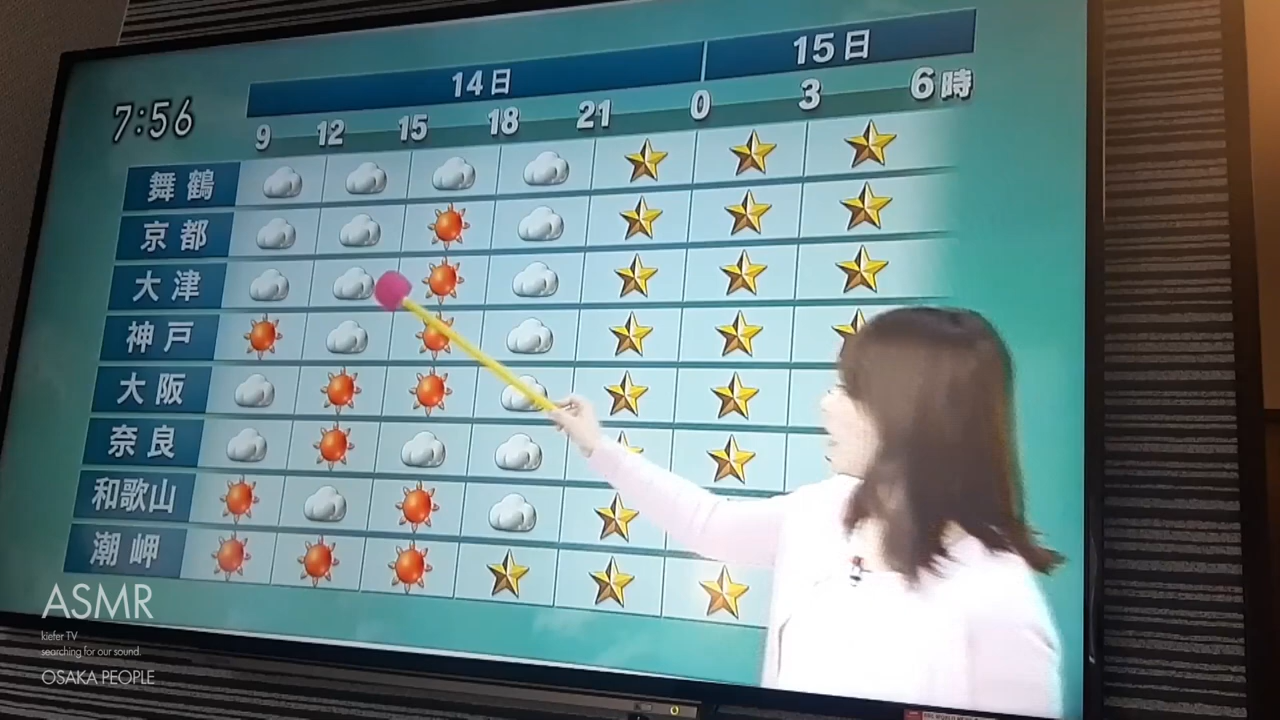 7:56
14日 15日
9 12 15 18 21 0 3 6時
舞鶴
京都
大津
神戸
大阪
奈良
和歌山
潮岬
ASMR
kiefer TV
searching for our sound.
OSAKA PEOPLE